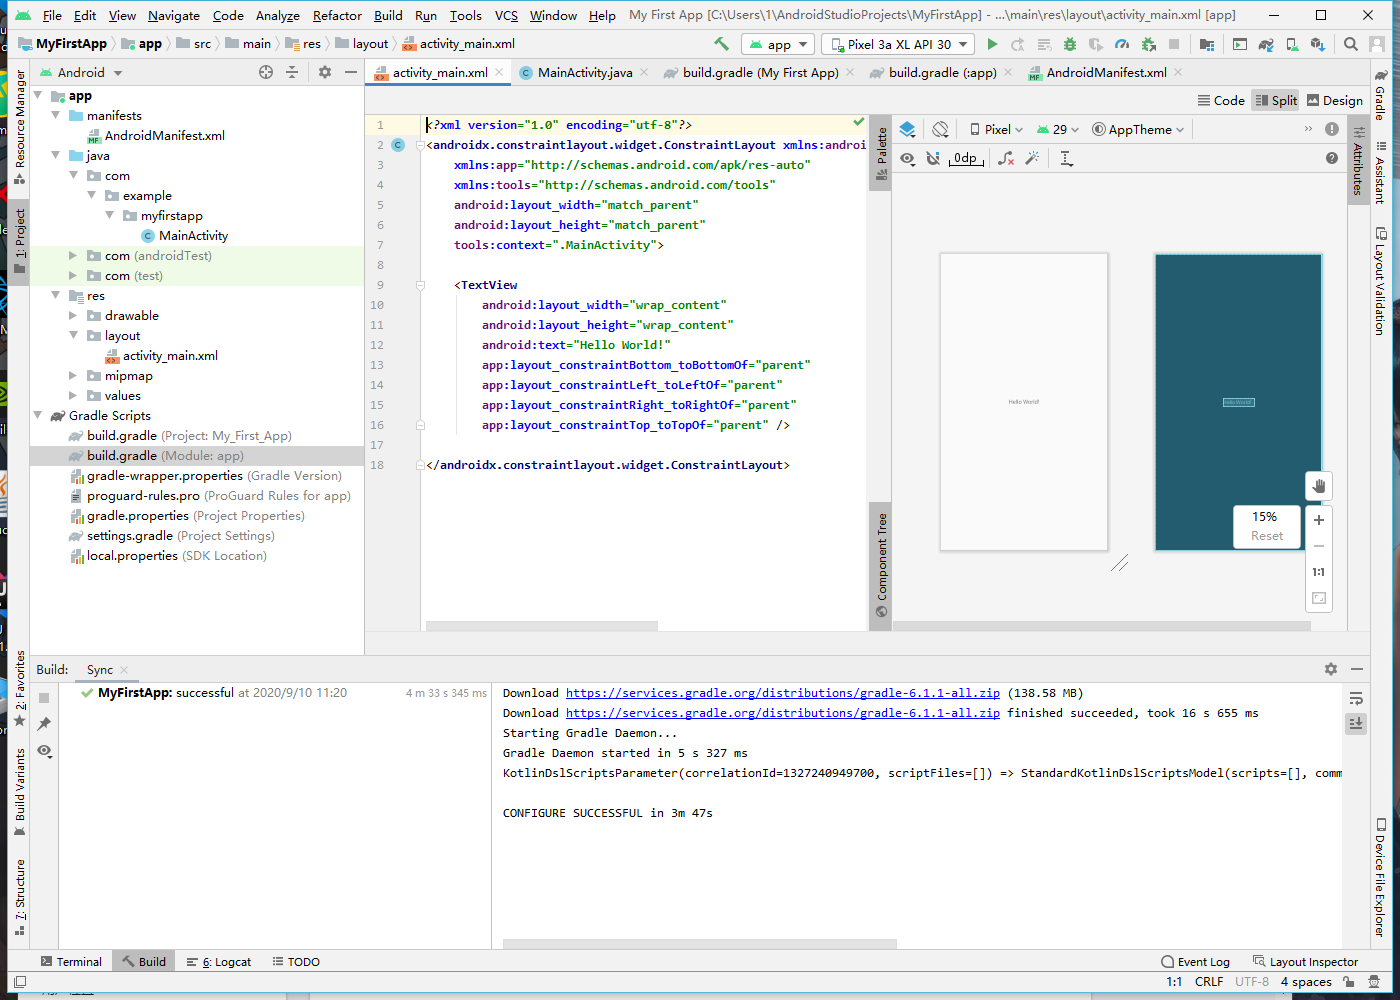 File Edit View Navigate Code Analyze Refactor Build Run Tools VCS Window Help My First App [C:\Users\1\AndroidStudioProjects\MyFirstApp] - ...\main\res\layout\activity_main.xml [app]
MyFirstApp app src main res layout activity_main.xml app Pixel 3a XL API 30
Android
activity_main.xml MainActivity.java build.gradle (My First App) build.gradle (:app) AndroidManifest.xml
Code Split Design
Resource Manager
1: Project
2: Favorites
Build Variants
7: Structure
app
manifests
AndroidManifest.xml
java
com
example
myfirstapp
MainActivity
com (androidTest)
com (test)
res
drawable
layout
activity_main.xml
mipmap
values
Gradle Scripts
build.gradle (Project: My_First_App)
build.gradle (Module: app)
gradle-wrapper.properties (Gradle Version)
proguard-rules.pro (ProGuard Rules for app)
gradle.properties (Project Properties)
settings.gradle (Project Settings)
local.properties (SDK Location)
1 <?xml version="1.0" encoding="utf-8"?>
2 <androidx.constraintlayout.widget.ConstraintLayout xmlns:androi
3 xmlns:app="http://schemas.android.com/apk/res-auto"
4 xmlns:tools="http://schemas.android.com/tools"
5 android:layout_width="match_parent"
6 android:layout_height="match_parent"
7 tools:context=".MainActivity">
8
9 <TextView
10 android:layout_width="wrap_content"
11 android:layout_height="wrap_content"
12 android:text="Hello World!"
13 app:layout_constraintBottom_toBottomOf="parent"
14 app:layout_constraintLeft_toLeftOf="parent"
15 app:layout_constraintRight_toRightOf="parent"
16 app:layout_constraintTop_toTopOf="parent" />
17
18 </androidx.constraintlayout.widget.ConstraintLayout>
Palette
Component Tree
Pixel 29 AppTheme
0dp
Hello World!
Hello World!
15%
Reset
1:1
Attributes
Gradle
Assistant
Layout Validation
Device File Explorer
Build: Sync
MyFirstApp: successful at 2020/9/10 11:20 4 m 33 s 345 ms
Download https://services.gradle.org/distributions/gradle-6.1.1-all.zip (138.58 MB)
Download https://services.gradle.org/distributions/gradle-6.1.1-all.zip finished succeeded, took 16 s 655 ms
Starting Gradle Daemon...
Gradle Daemon started in 5 s 327 ms
KotlinDslScriptsParameter(correlationId=1327240949700, scriptFiles=[]) => StandardKotlinDslScriptsModel(scripts=[], comm
CONFIGURE SUCCESSFUL in 3m 47s
Terminal Build 6: Logcat TODO Event Log Layout Inspector
1:1 CRLF UTF-8 4 spaces